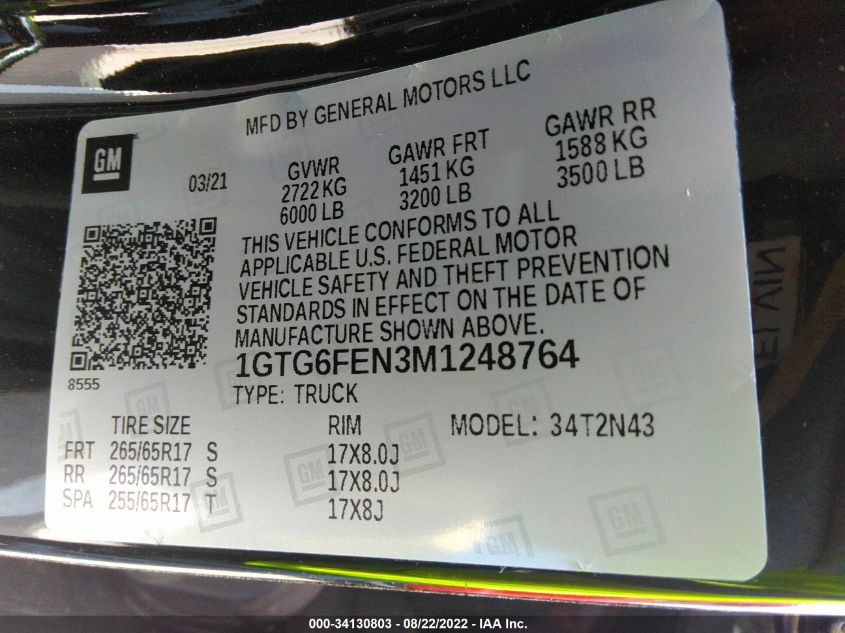 MFD BY GENERAL MOTORS LLC
GM
03/21
GVWR GAWR FRT GAWR RR
2722 KG 1451 KG 1588 KG
6000 LB 3200 LB 3500 LB
THIS VEHICLE CONFORMS TO ALL
APPLICABLE U.S. FEDERAL MOTOR
VEHICLE SAFETY AND THEFT PREVENTION
STANDARDS IN EFFECT ON THE DATE OF
MANUFACTURE SHOWN ABOVE.
8555
1GTG6FEN3M1248764
TYPE: TRUCK
TIRE SIZE RIM MODEL: 34T2N43
FRT 265/65R17 S 17X8.0J
RR 265/65R17 S 17X8.0J
SPA 255/65R17 T 17X8J
000-34130803 - 08/22/2022 - IAA Inc.